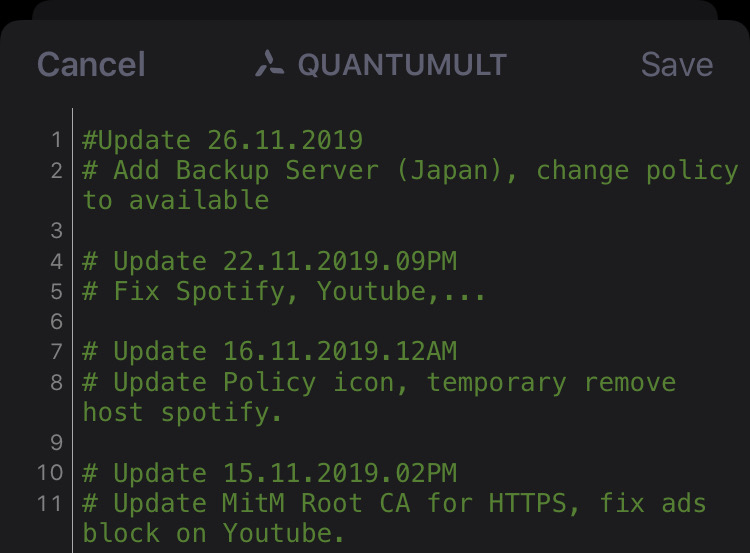 Cancel QUANTUMULT Save
1 #Update 26.11.2019
2 # Add Backup Server (Japan), change policy
to available
3
4 # Update 22.11.2019.09PM
5 # Fix Spotify, Youtube,...
6
7 # Update 16.11.2019.12AM
8 # Update Policy icon, temporary remove
host spotify.
9
10 # Update 15.11.2019.02PM
11 # Update MitM Root CA for HTTPS, fix ads
block on Youtube.